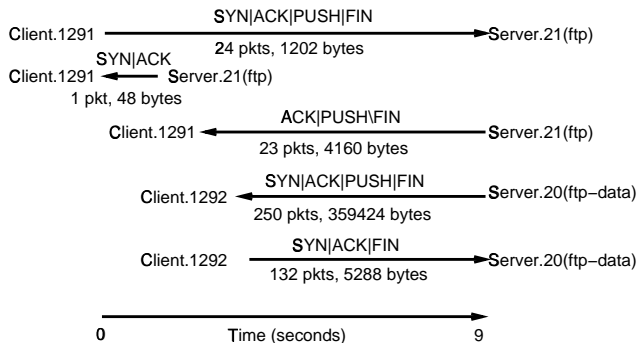 SYN|ACK|PUSH|FIN
Client.1291 Server.21(ftp)
24 pkts, 1202 bytes
SYN|ACK
Client.1291 Server.21(ftp)
1 pkt, 48 bytes
ACK|PUSH\FIN
Client.1291 Server.21(ftp)
23 pkts, 4160 bytes
SYN|ACK|PUSH|FIN
Client.1292 Server.20(ftp−data)
250 pkts, 359424 bytes
SYN|ACK|FIN
Client.1292 Server.20(ftp−data)
132 pkts, 5288 bytes
0 Time (seconds) 9